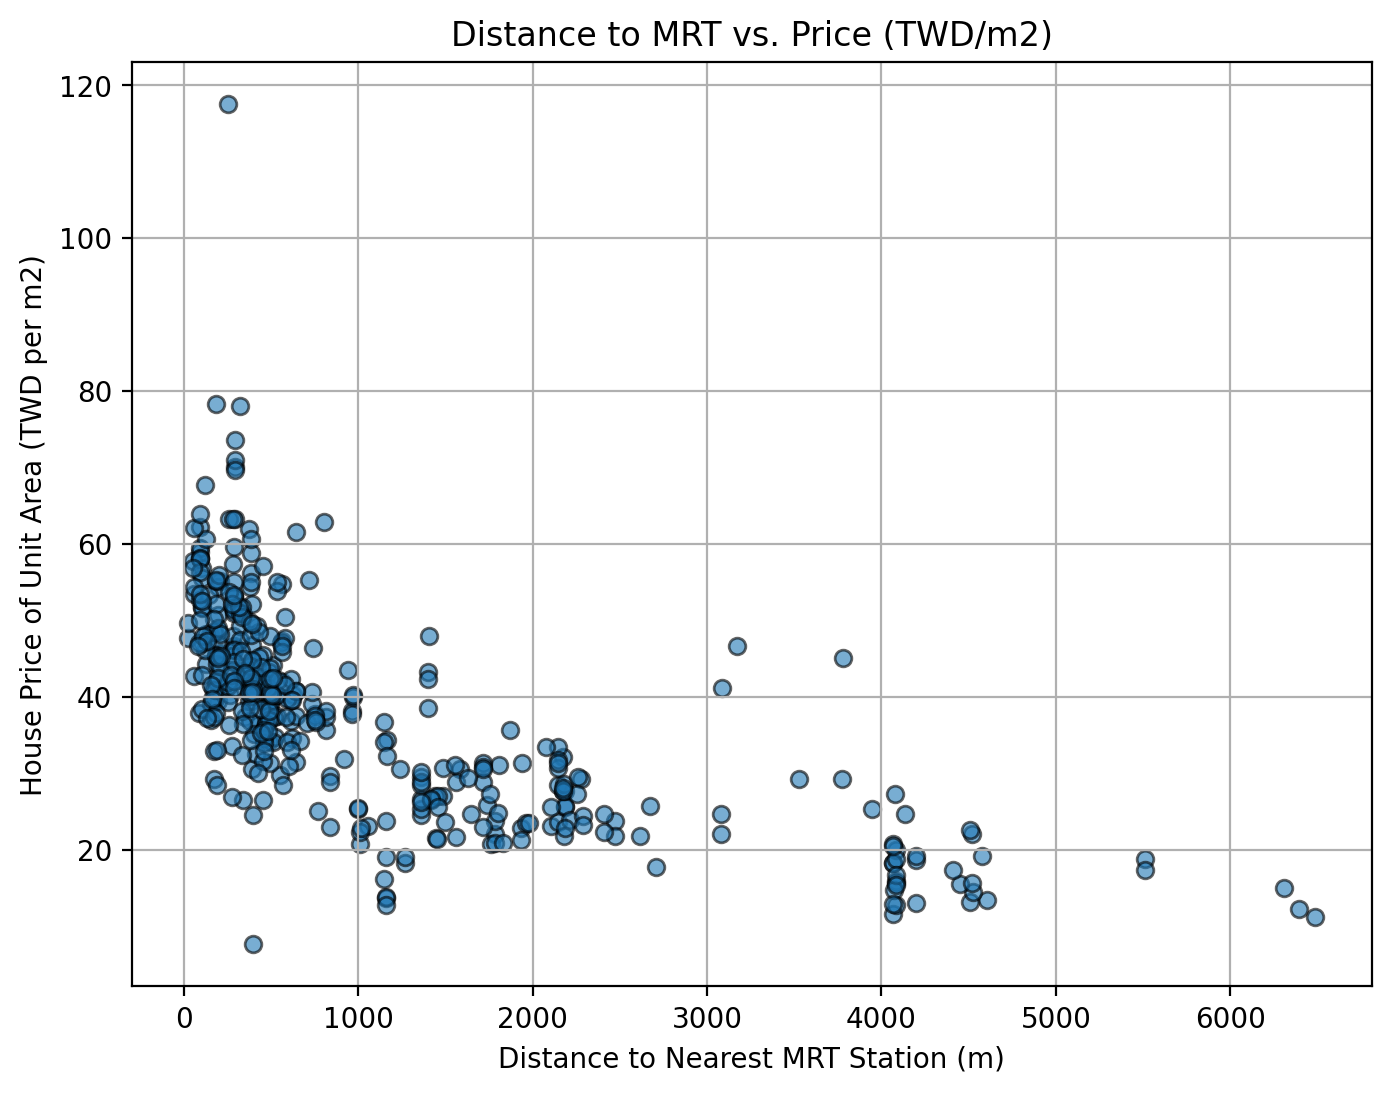 Distance to MRT vs. Price (TWD/m2)
House Price of Unit Area (TWD per m2)
120
100
80
60
40
20
0 1000 2000 3000 4000 5000 6000
Distance to Nearest MRT Station (m)